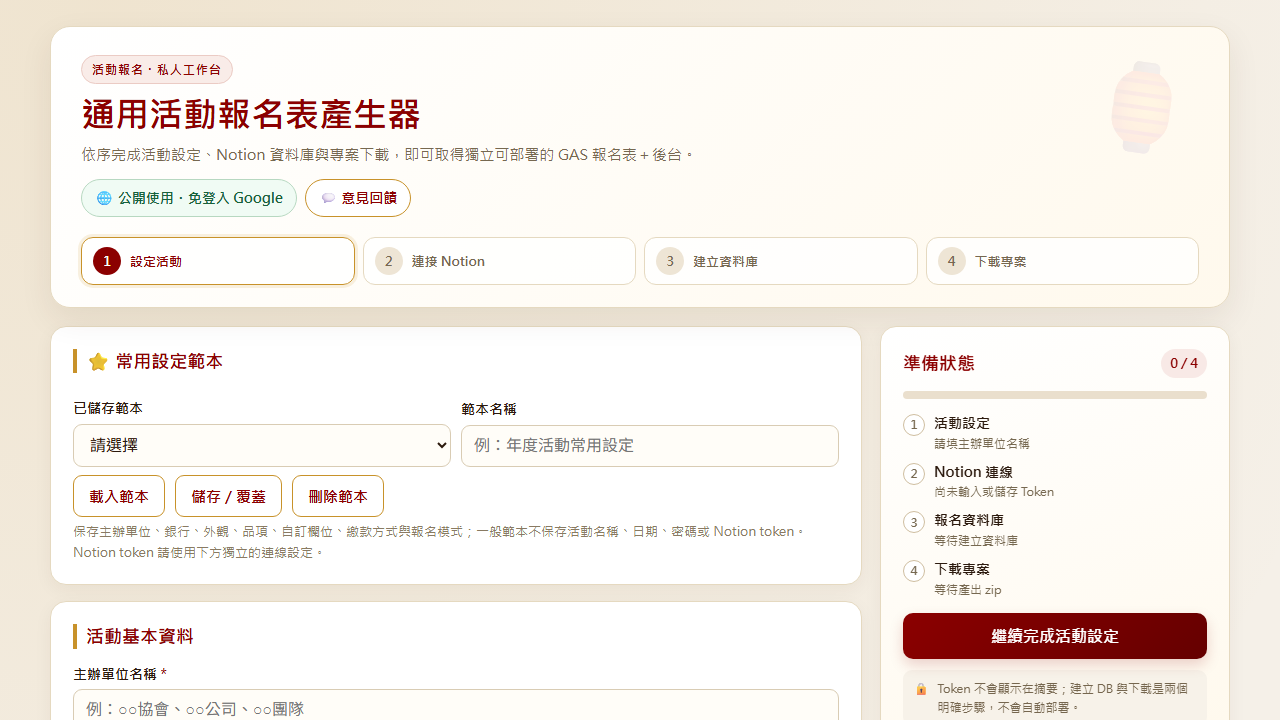 活動報名・私人工作台
通用活動報名表產生器
依序完成活動設定、Notion 資料庫與專案下載，即可取得獨立可部署的 GAS 報名表 + 後台。
🌐 公開使用・免登入 Google
💬 意見回饋
1 設定活動
2 連接 Notion
3 建立資料庫
4 下載專案
⭐ 常用設定範本
已儲存範本
範本名稱
請選擇
例：年度活動常用設定
載入範本
儲存 / 覆蓋
刪除範本
保存主辦單位、銀行、外觀、品項、自訂欄位、繳款方式與報名模式；一般範本不保存活動名稱、日期、密碼或 Notion token。
Notion token 請使用下方獨立的連線設定。
活動基本資料
主辦單位名稱 *
例：○○協會、○○公司、○○團隊
準備狀態
0 / 4
1 活動設定
請填主辦單位名稱
2 Notion 連線
尚未輸入或儲存 Token
3 報名資料庫
等待建立資料庫
4 下載專案
等待產出 zip
繼續完成活動設定
🔒 Token 不會顯示在摘要；建立 DB 與下載是兩個
明確步驟，不會自動部署。